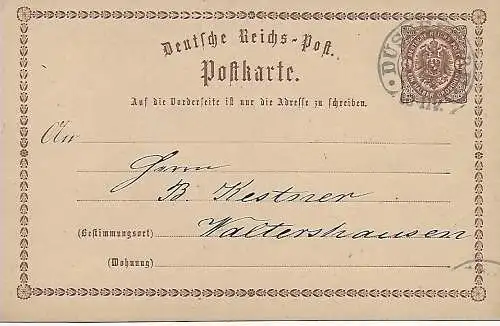 Deutsche Reichs-Post.
Postkarte.
Auf die Vorderseite ist nur die Adresse zu schreiben.
An
Herrn
B. Kestner
(Bestimmungsort) Waltershausen
(Wohnung)